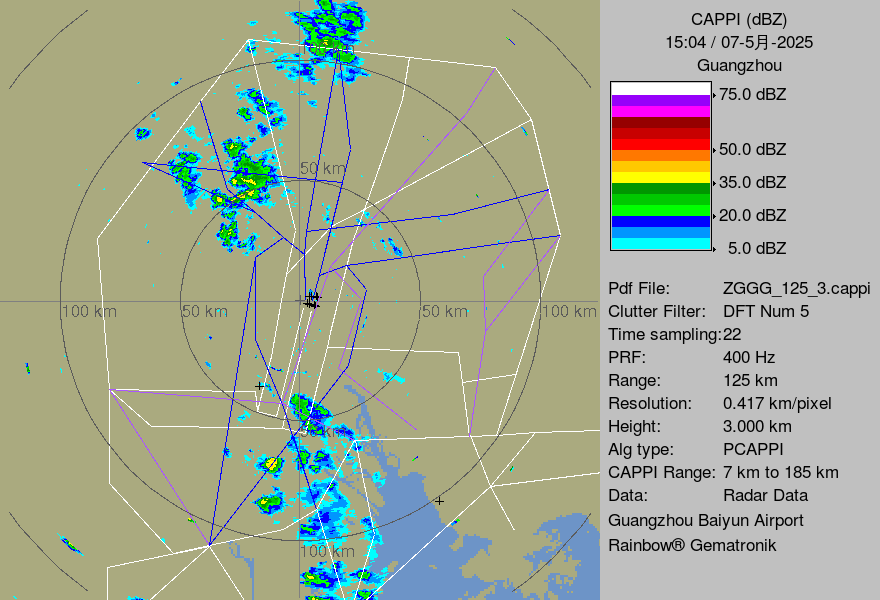 CAPPI (dBZ)
15:04 / 07-5月-2025
Guangzhou
75.0 dBZ
50.0 dBZ
35.0 dBZ
20.0 dBZ
5.0 dBZ
50 km
100 km 50 km 50 km 100 km
50 km
100 km
Pdf File: ZGGG_125_3.cappi
Clutter Filter: DFT Num 5
Time sampling:22
PRF: 400 Hz
Range: 125 km
Resolution: 0.417 km/pixel
Height: 3.000 km
Alg type: PCAPPI
CAPPI Range: 7 km to 185 km
Data: Radar Data
Guangzhou Baiyun Airport
Rainbow® Gematronik